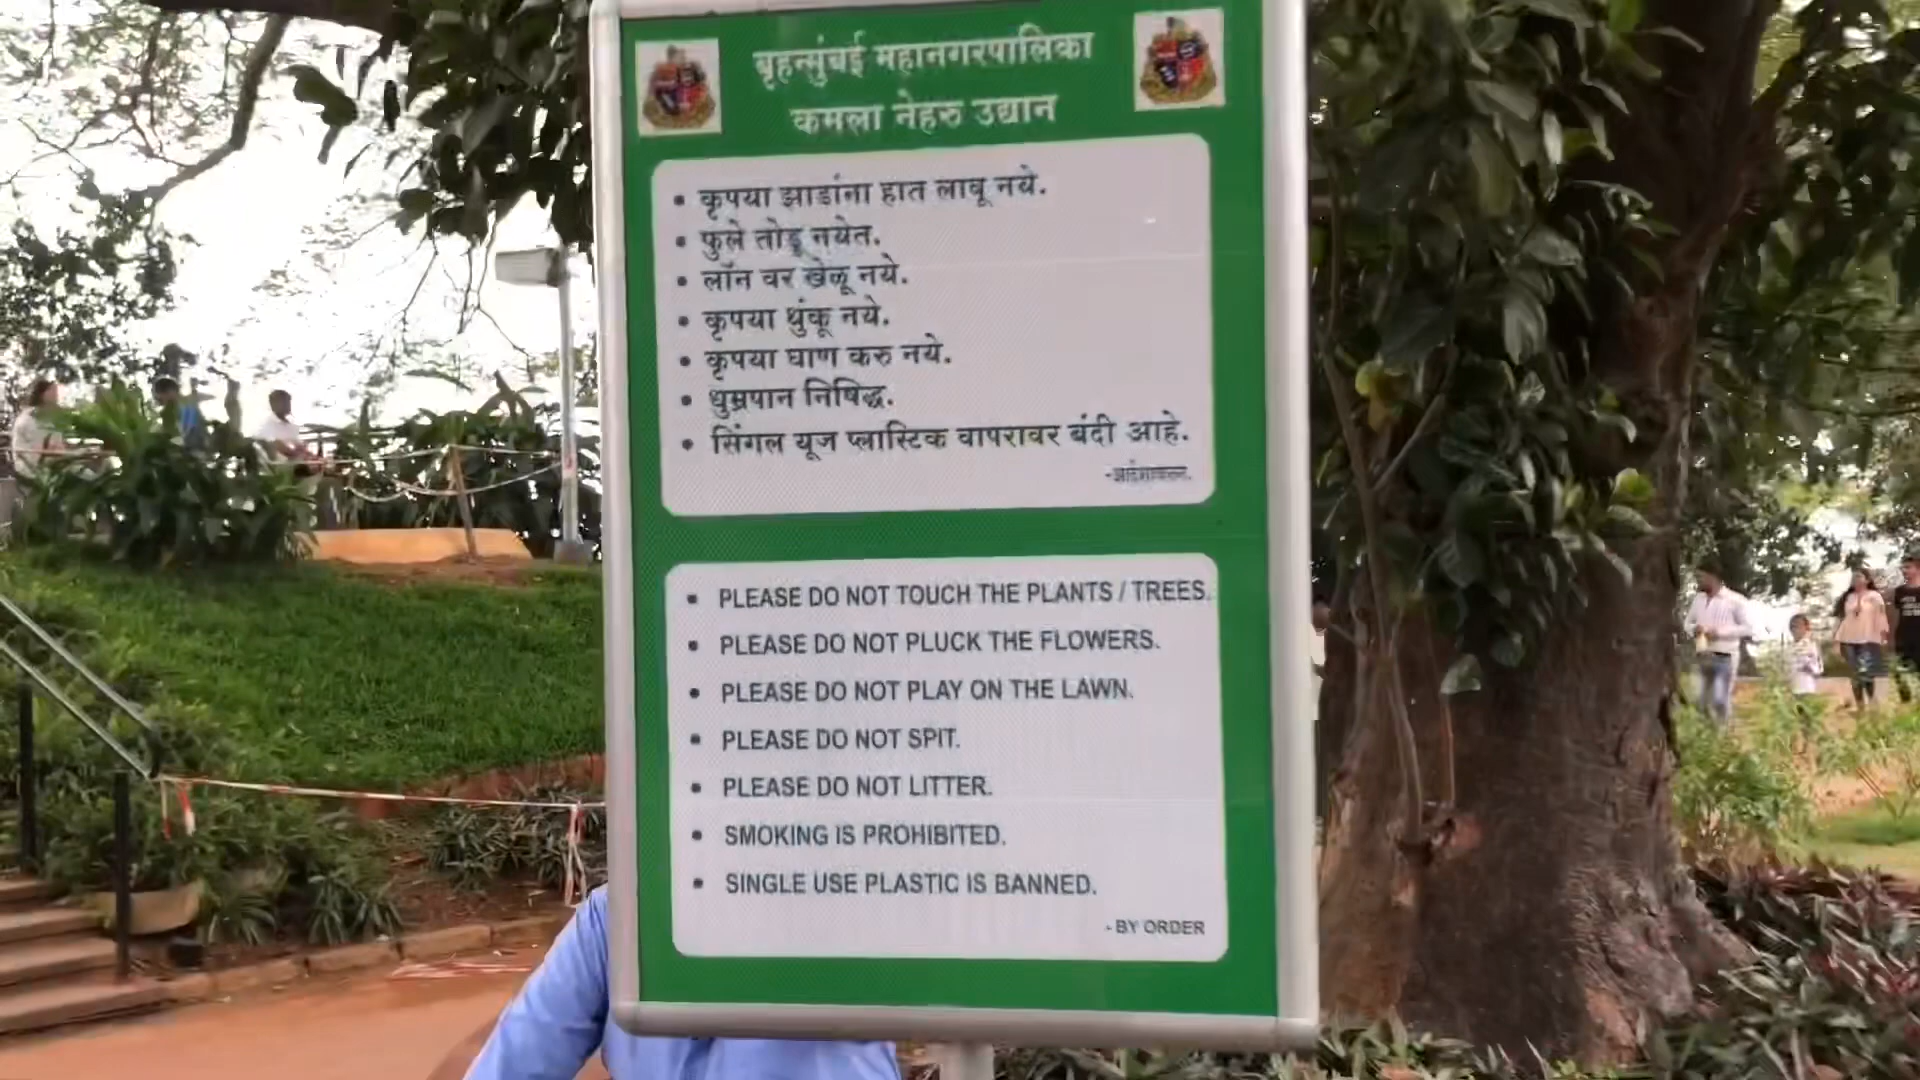 बृहन्मुंबई महानगरपालिका
कमला नेहरु उद्यान
• कृपया झाडांना हात लावू नये.
• फुले तोडू नयेत.
• लॉन वर खेळू नये.
• कृपया थुंकू नये.
• कृपया घाण करु नये.
• धुम्रपान निषिद्ध.
• सिंगल यूज प्लास्टिक वापरावर बंदी आहे.
• PLEASE DO NOT TOUCH THE PLANTS / TREES.
• PLEASE DO NOT PLUCK THE FLOWERS.
• PLEASE DO NOT PLAY ON THE LAWN.
• PLEASE DO NOT SPIT.
• PLEASE DO NOT LITTER.
• SMOKING IS PROHIBITED.
• SINGLE USE PLASTIC IS BANNED.
- BY ORDER